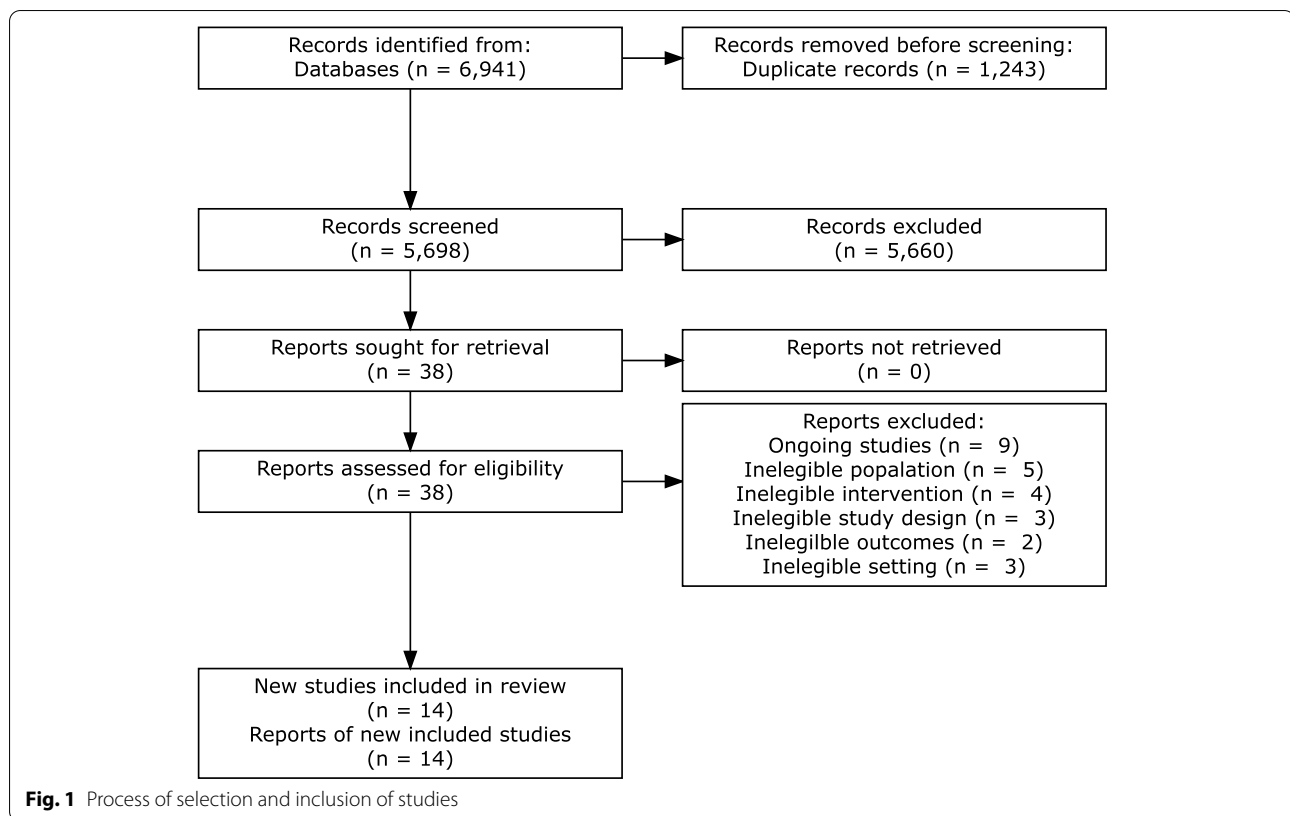 Records identified from:
Databases (n = 6,941)
Records removed before screening:
Duplicate records (n = 1,243)
Records screened
(n = 5,698)
Records excluded
(n = 5,660)
Reports sought for retrieval
(n = 38)
Reports not retrieved
(n = 0)
Reports assessed for eligibility
(n = 38)
Reports excluded:
Ongoing studies (n = 9)
Inelegible popalation (n = 5)
Inelegible intervention (n = 4)
Inelegible study design (n = 3)
Inelegilble outcomes (n = 2)
Inelegible setting (n = 3)
New studies included in review
(n = 14)
Reports of new included studies
(n = 14)
Fig. 1 Process of selection and inclusion of studies